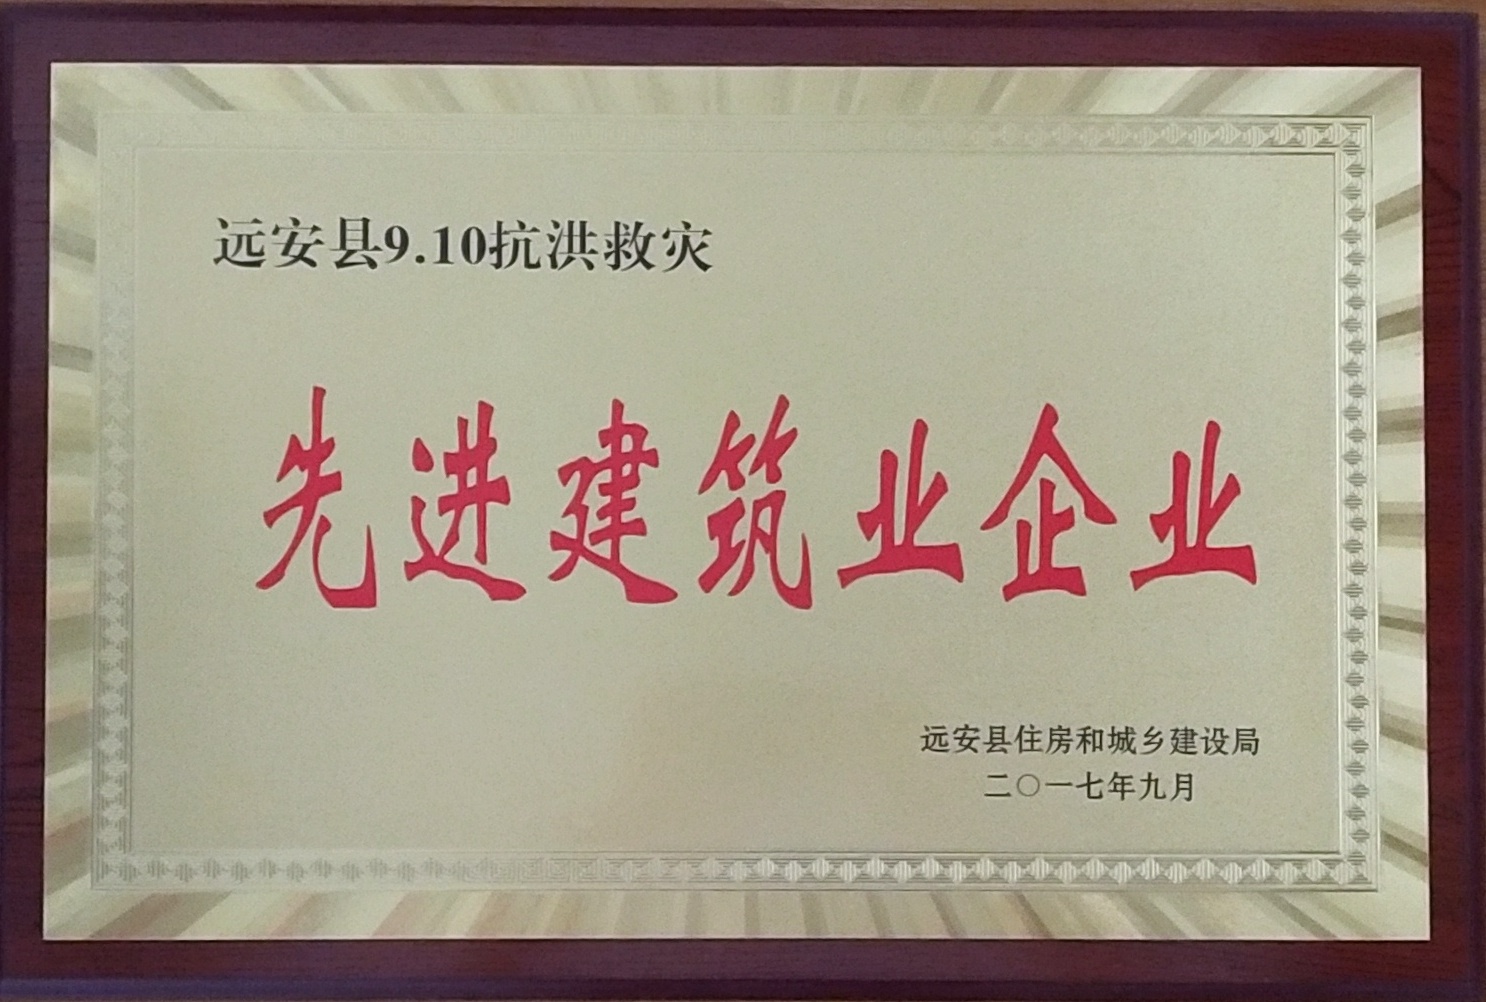 远安县9.10抗洪救灾
先进建筑业企业
远安县住房和城乡建设局
二〇一七年九月